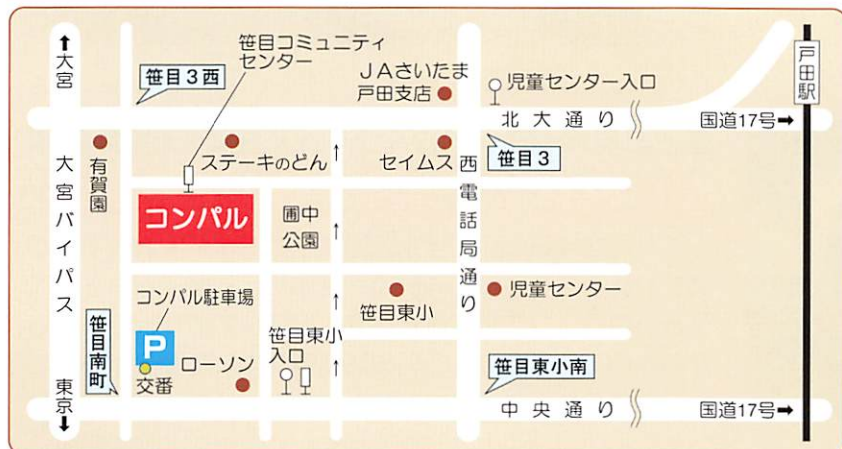 ↑大宮
笹目3西
笹目コミュニティ
センター
JAさいたま
戸田支店
児童センター入口
戸田駅
北大通り
国道17号➡
有賀園
ステーキのどん
セイムス
笹目3
大宮バイパス
西電話局通り
コンパル
圃中
公園
コンパル駐車場
P
笹目東小
児童センター
笹目南町
交番
ローソン
笹目東小
入口
笹目東小南
東京↓
中央通り
国道17号➡